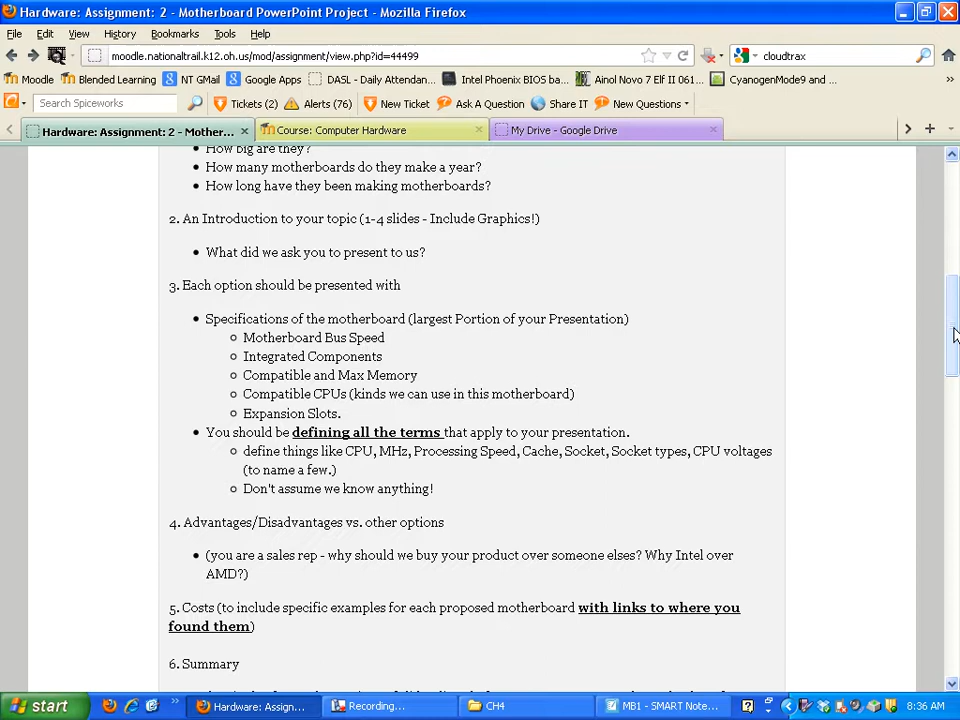 Hardware: Assignment: 2 - Motherboard PowerPoint Project - Mozilla Firefox
File Edit View History Bookmarks Tools Help
moodle.nationaltrail.k12.oh.us/mod/assignment/view.php?id=44499
cloudtrax
Moodle Blended Learning NT GMail Google Apps DASL - Daily Attendan... Intel Phoenix BIOS ba... Ainol Novo 7 Elf II 061... CyanogenMode9 and ...
Search Spiceworks Tickets (2) Alerts (76) New Ticket Ask A Question Share IT New Questions
Hardware: Assignment: 2 - Mother... Course: Computer Hardware My Drive - Google Drive
How big are they?
How many motherboards do they make a year?
How long have they been making motherboards?
2. An Introduction to your topic (1-4 slides - Include Graphics!)
What did we ask you to present to us?
3. Each option should be presented with
Specifications of the motherboard (largest Portion of your Presentation)
Motherboard Bus Speed
Integrated Components
Compatible and Max Memory
Compatible CPUs (kinds we can use in this motherboard)
Expansion Slots.
You should be defining all the terms that apply to your presentation.
define things like CPU, MHz, Processing Speed, Cache, Socket, Socket types, CPU voltages
(to name a few.)
Don't assume we know anything!
4. Advantages/Disadvantages vs. other options
(you are a sales rep - why should we buy your product over someone elses? Why Intel over
AMD?)
5. Costs (to include specific examples for each proposed motherboard with links to where you
found them)
6. Summary
start Hardware: Assign... Recording... CH4 MB1 - SMART Note... 8:36 AM